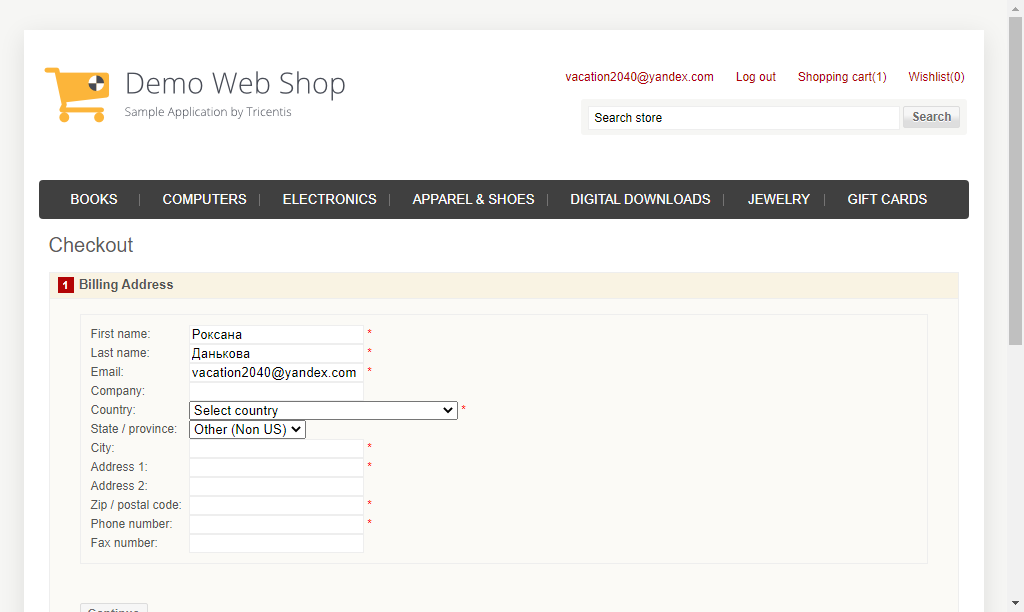 Demo Web Shop
Sample Application by Tricentis
vacation2040@yandex.com Log out Shopping cart(1) Wishlist(0)
Search store Search
BOOKS COMPUTERS ELECTRONICS APPAREL & SHOES DIGITAL DOWNLOADS JEWELRY GIFT CARDS
Checkout
1 Billing Address
First name: Роксана *
Last name: Данькова *
Email: vacation2040@yandex.com *
Company:
Country: Select country *
State / province: Other (Non US)
City: *
Address 1: *
Address 2:
Zip / postal code: *
Phone number: *
Fax number:
Continue